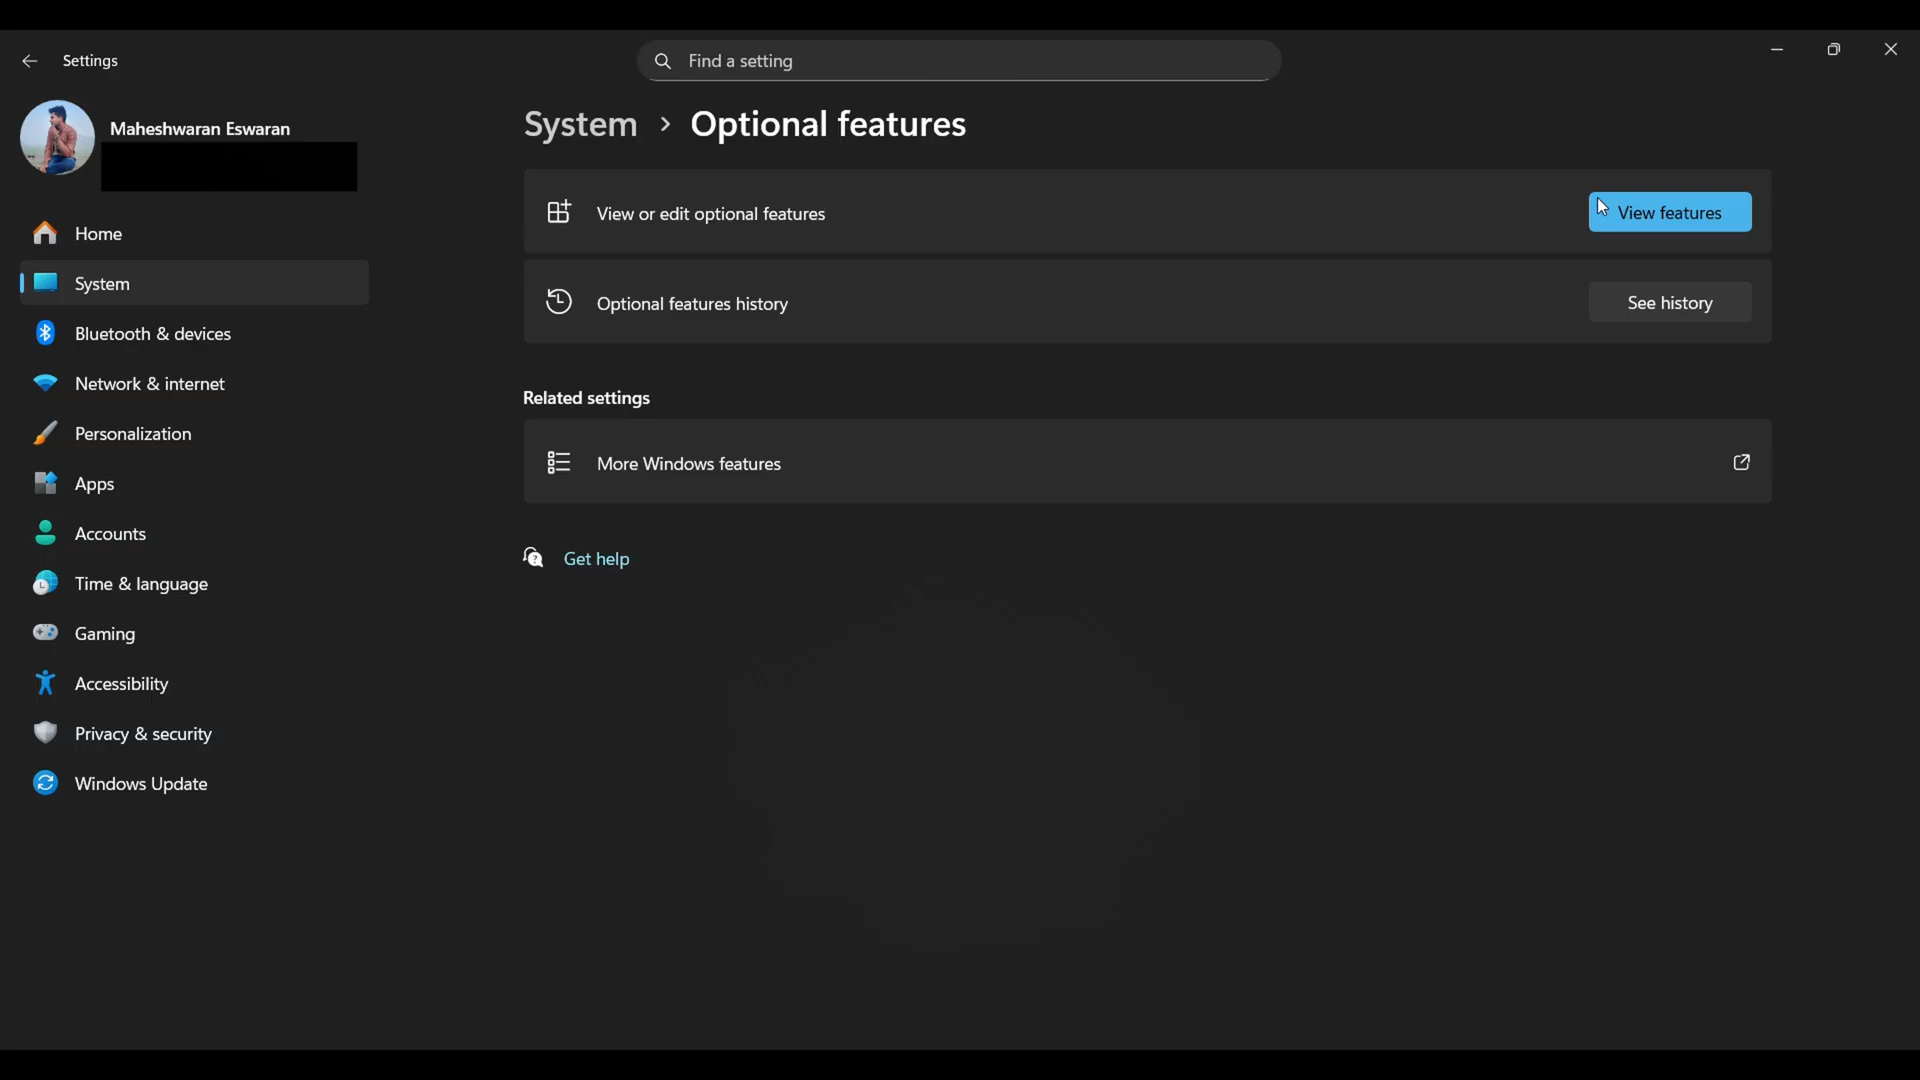 Settings
Find a setting
Maheshwaran Eswaran
Home
System
Bluetooth & devices
Network & internet
Personalization
Apps
Accounts
Time & language
Gaming
Accessibility
Privacy & security
Windows Update
System > Optional features
View or edit optional features
View features
Optional features history
See history
Related settings
More Windows features
Get help